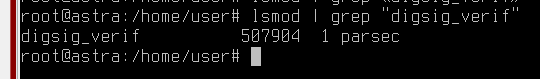 root@astra:/home/user# lsmod | grep "digsig_verif"
digsig_verif          507904  1 parsec
root@astra:/home/user#